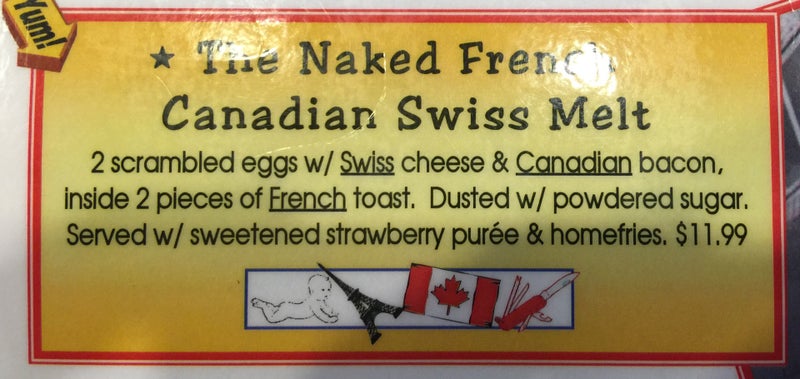 Yum!
★ The Naked French
Canadian Swiss Melt
2 scrambled eggs w/ Swiss cheese & Canadian bacon,
inside 2 pieces of French toast. Dusted w/ powdered sugar.
Served w/ sweetened strawberry purée & homefries. $11.99